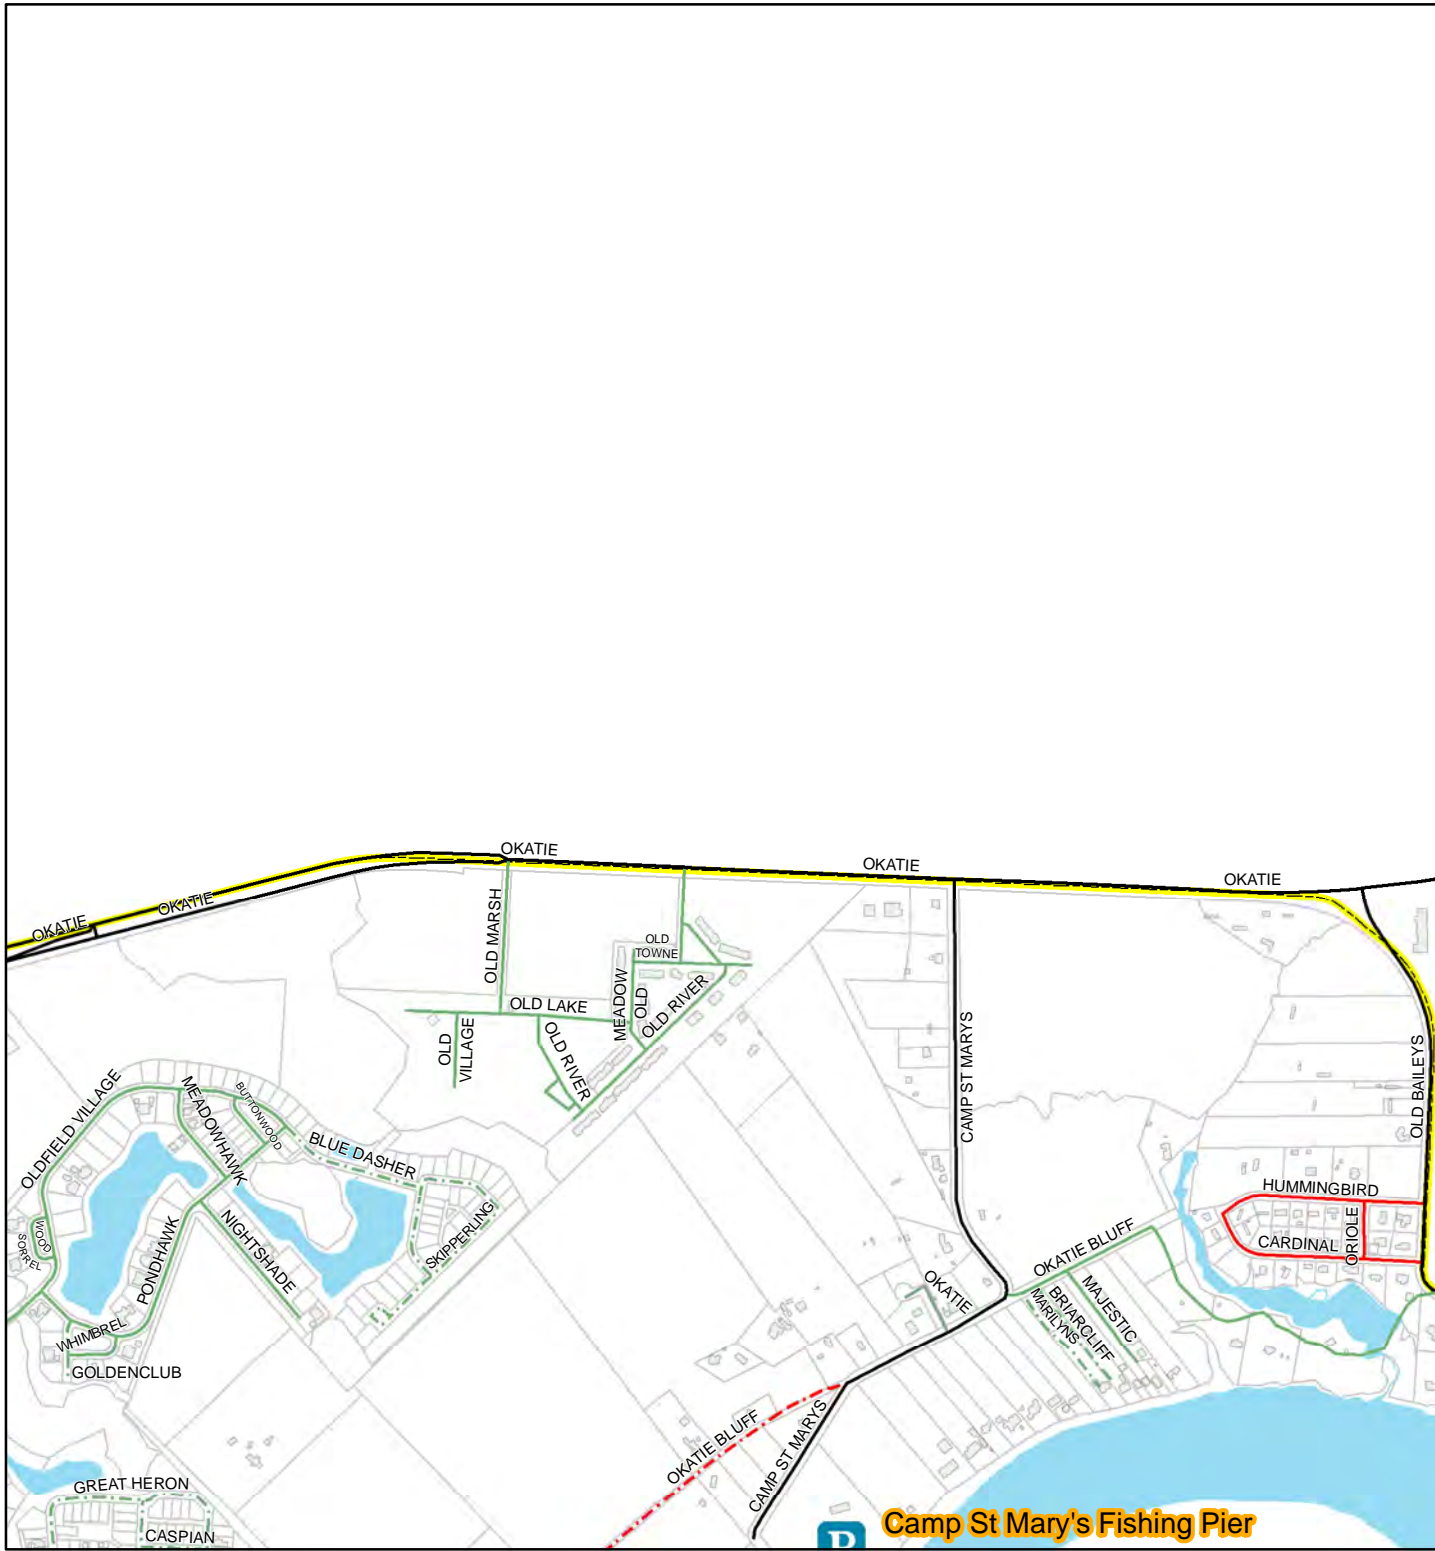 OKATIE
OKATIE
OKATIE
OKATIE
OKATIE
OLD MARSH
OLD
TOWNE
MEADOW
OLD
OLD RIVER
OLD LAKE
OLD
VILLAGE
OLD RIVER
CAMP ST MARYS
OLD BAILEYS
OLDFIELD VILLAGE
MEADOWHAWK
BUTTONWOOD
BLUE DASHER
SKIPPERLING
HUMMINGBIRD
ORIOLE
CARDINAL
WOOD
SORREL
PONDHAWK
NIGHTSHADE
OKATIE BLUFF
OKATIE
MAJESTIC
BRIARCLIFF
MARILYNS
WHIMBREL
GOLDENCLUB
OKATIE BLUFF
CAMP ST MARYS
GREAT HERON
CASPIAN
P
Camp St Mary's Fishing Pier